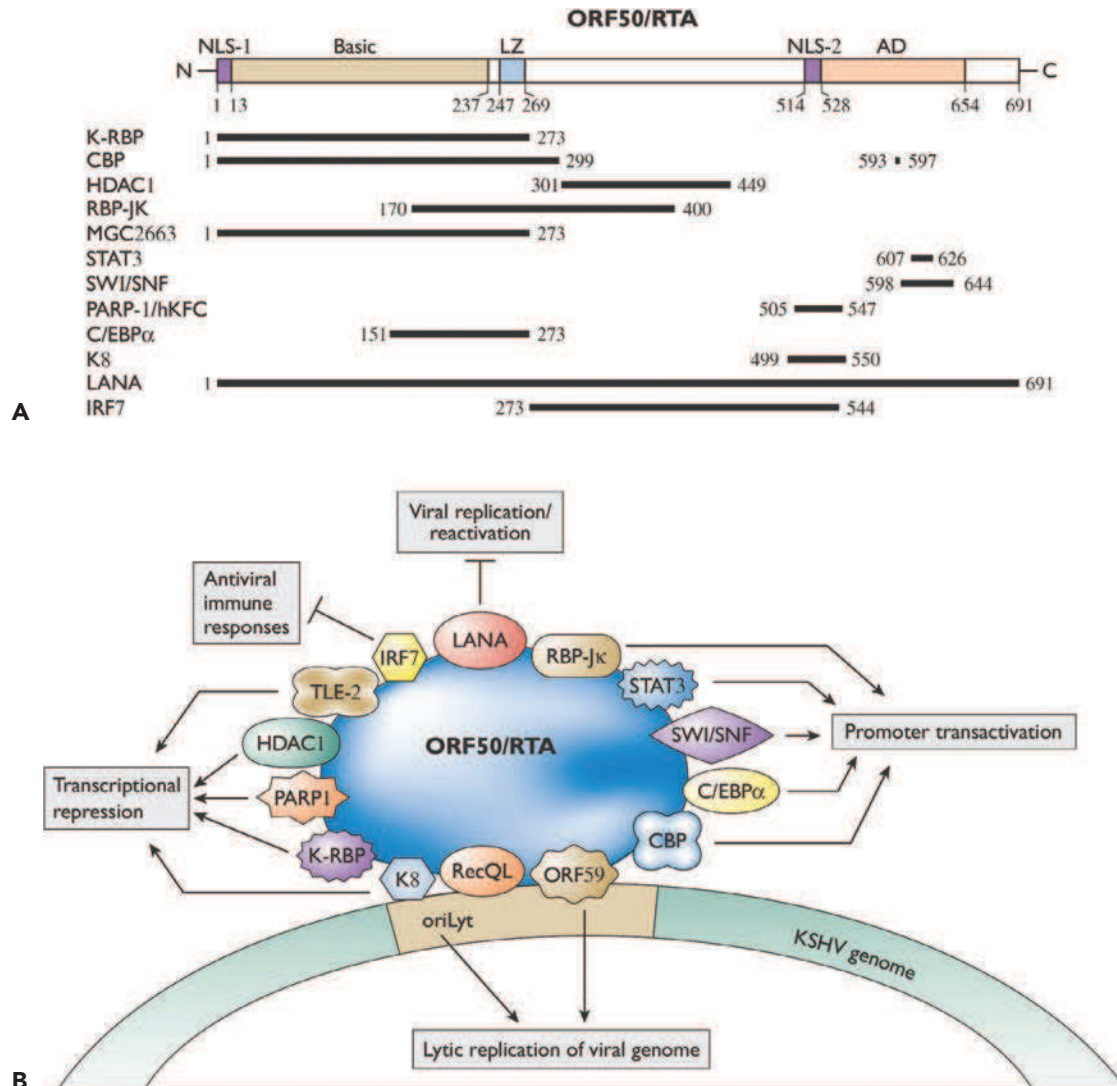 ORF50/RTA
NLS-1 Basic LZ NLS-2 AD
N C
1 13 237 247 269 514 528 654 691
K-RBP 1 273
CBP 1 299 593 597
HDAC1 301 449
RBP-JK 170 400
MGC2663 1 273
STAT3 607 626
SWI/SNF 598 644
PARP-1/hKFC 505 547
C/EBPα 151 273
K8 499 550
LANA 1 691
IRF7 273 544
A
Viral replication/
reactivation
Antiviral
immune
responses
LANA
IRF7
RBP-Jκ
TLE-2
STAT3
HDAC1
ORF50/RTA
SWI/SNF
Promoter transactivation
Transcriptional
repression
PARP1
C/EBPα
K-RBP
CBP
K8
RecQL
ORF59
oriLyt
KSHV genome
Lytic replication of viral genome
B